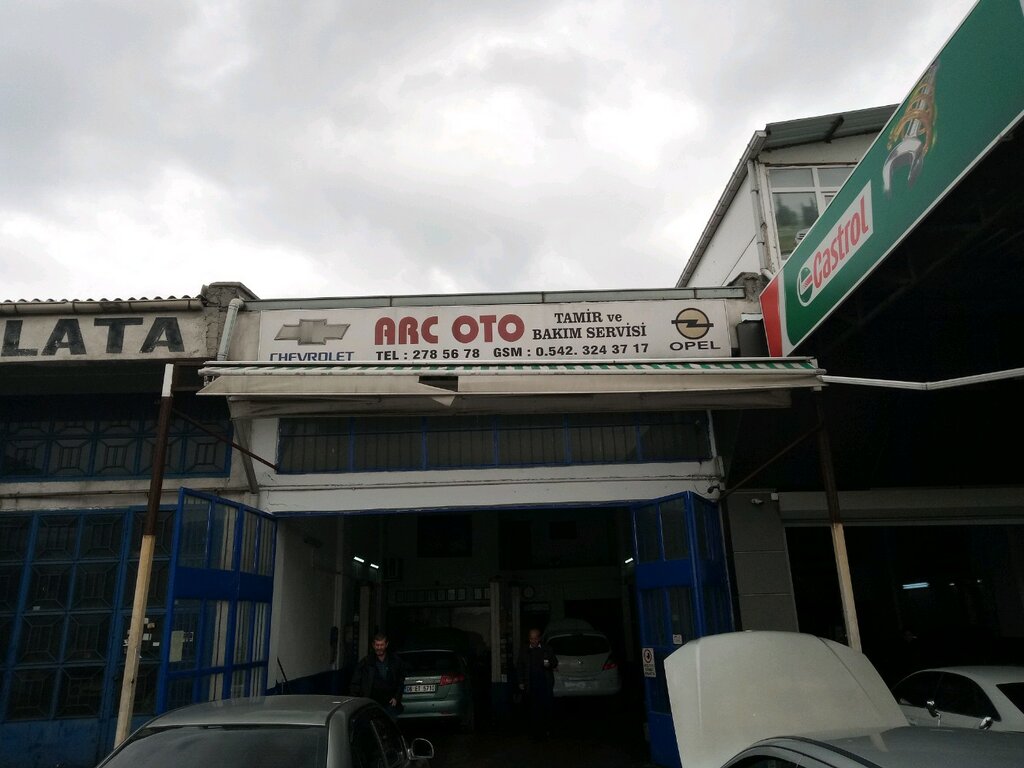 LATA
CHEVROLET
ARC OTO
TAMİR ve
BAKIM SERVİSİ
TEL : 278 56 78 GSM : 0.542. 324 37 17
OPEL
Castrol